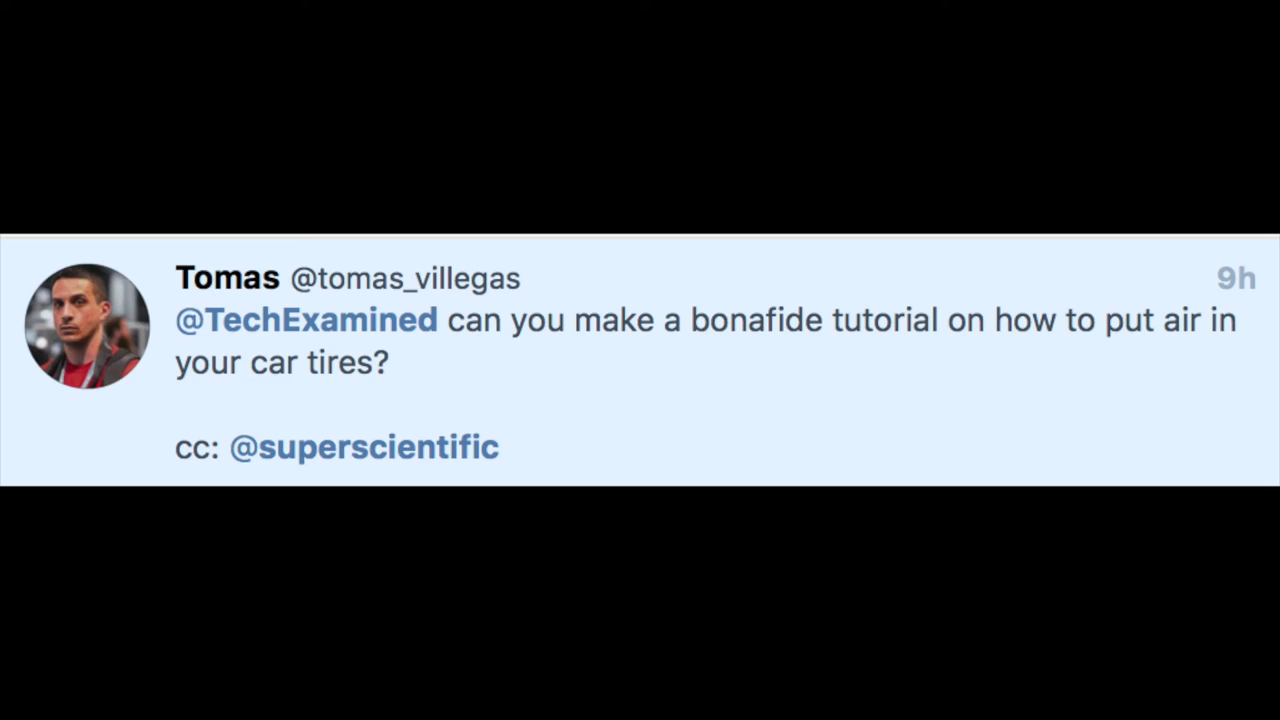 Tomas @tomas_villegas 9h
@TechExamined can you make a bonafide tutorial on how to put air in
your car tires?
cc: @superscientific